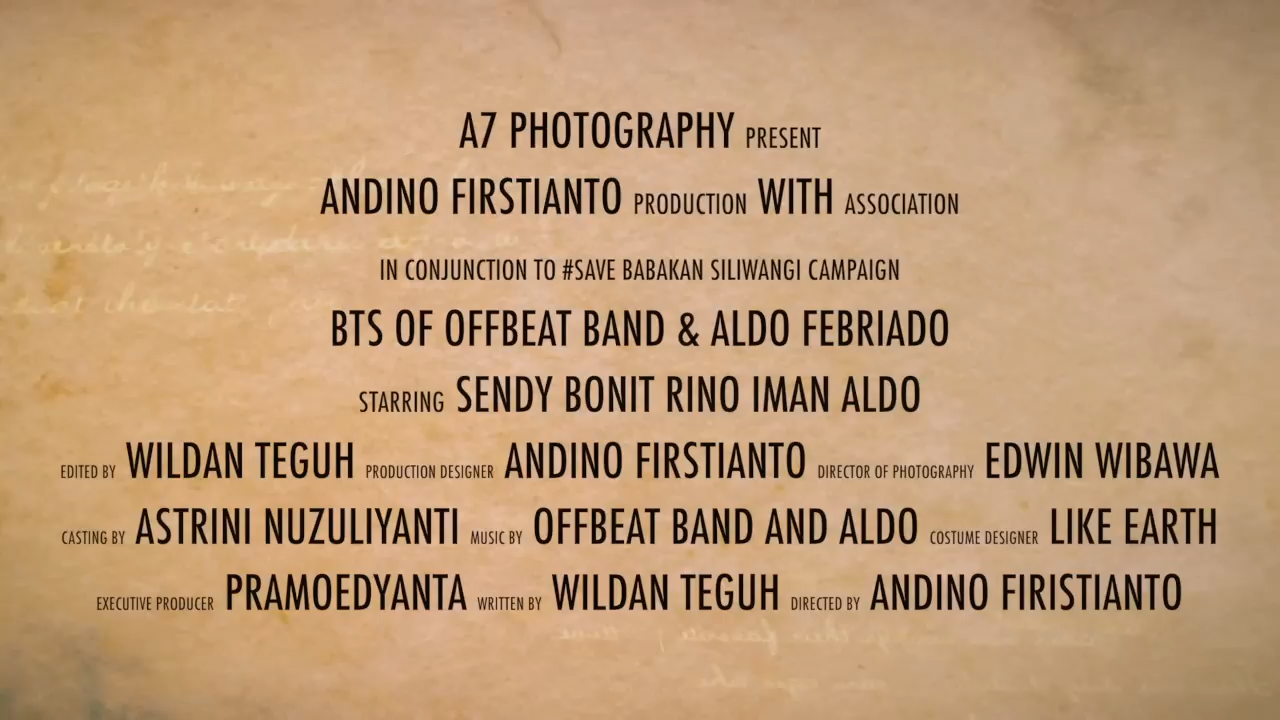 A7 PHOTOGRAPHY PRESENT
ANDINO FIRSTIANTO PRODUCTION WITH ASSOCIATION
IN CONJUNCTION TO #SAVE BABAKAN SILIWANGI CAMPAIGN
BTS OF OFFBEAT BAND & ALDO FEBRIADO
STARRING SENDY BONIT RINO IMAN ALDO
EDITED BY WILDAN TEGUH PRODUCTION DESIGNER ANDINO FIRSTIANTO DIRECTOR OF PHOTOGRAPHY EDWIN WIBAWA
CASTING BY ASTRINI NUZULIYANTI MUSIC BY OFFBEAT BAND AND ALDO COSTUME DESIGNER LIKE EARTH
EXECUTIVE PRODUCER PRAMOEDYANTA WRITTEN BY WILDAN TEGUH DIRECTED BY ANDINO FIRISTIANTO